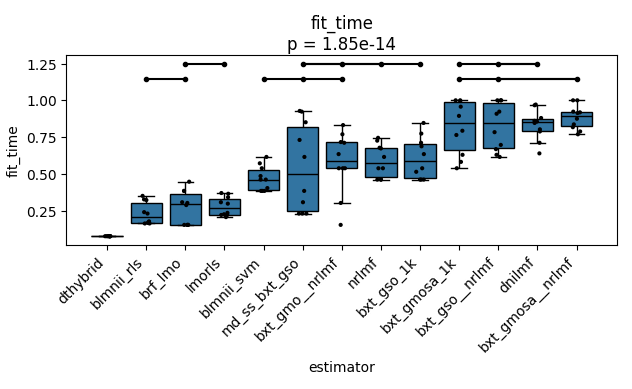 fit_time
p = 1.85e-14
fit_time
1.25
1.00
0.75
0.50
0.25
dthybrid
blmnii_rls
brf_lmo
lmorls
blmnii_svm
md_ss_bxt_gso
bxt_gmo__nrlmf
nrlmf
bxt_gso_1k
bxt_gmosa_1k
bxt_gso__nrlmf
dnilmf
bxt_gmosa__nrlmf
estimator